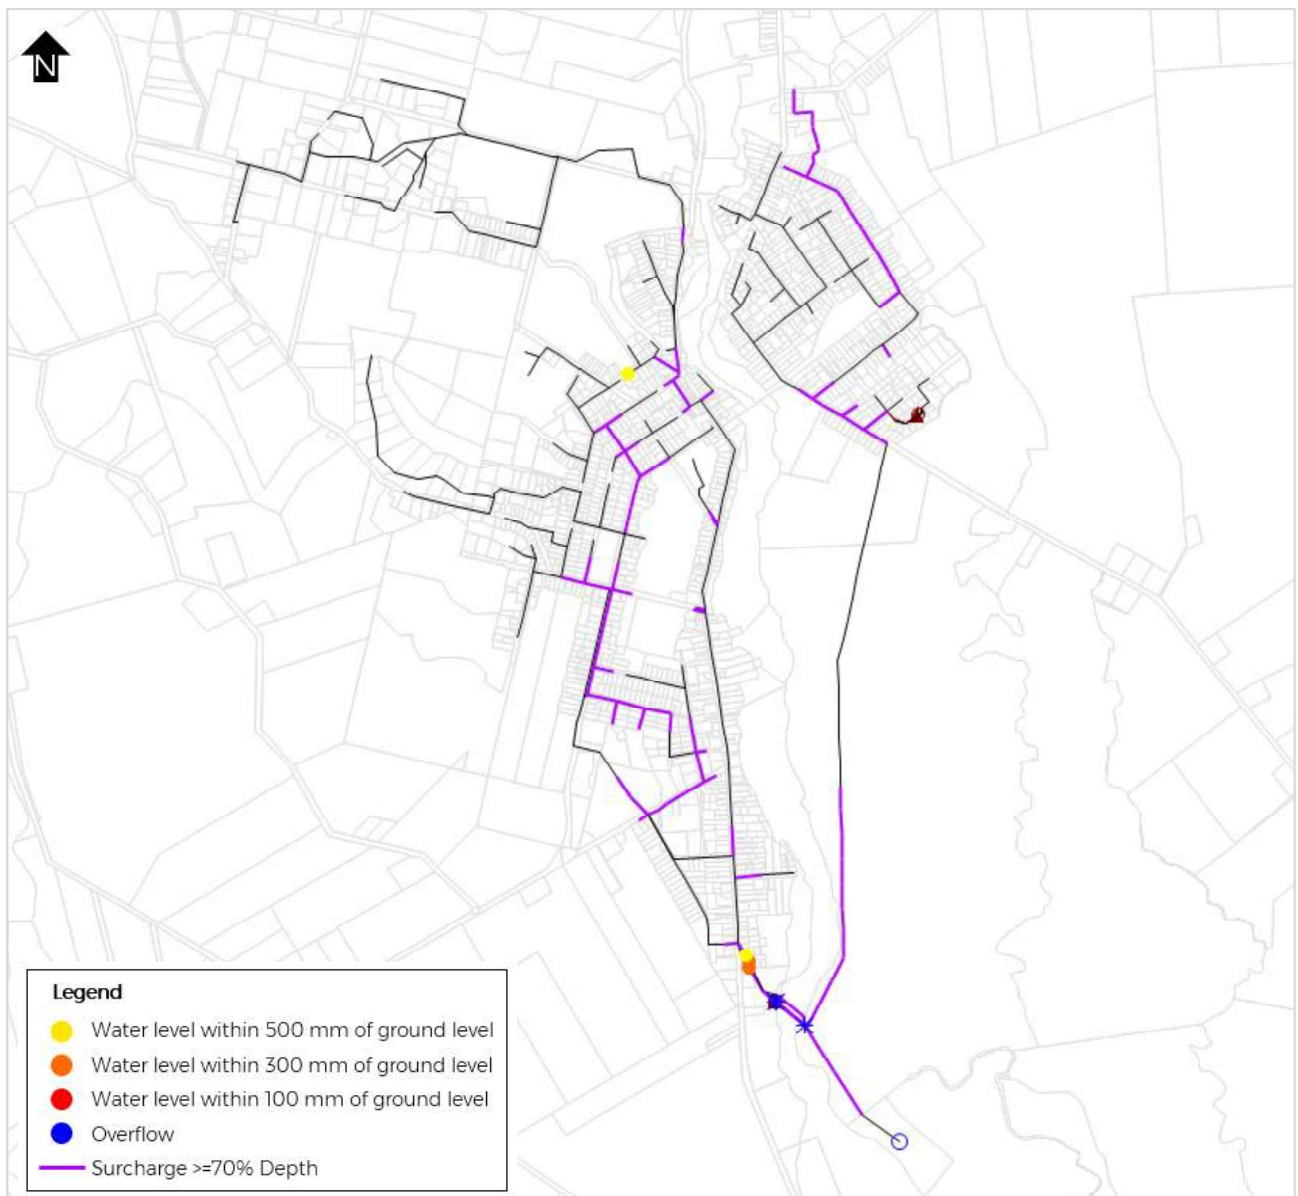 N
Legend
Water level within 500 mm of ground level
Water level within 300 mm of ground level
Water level within 100 mm of ground level
Overflow
Surcharge >=70% Depth